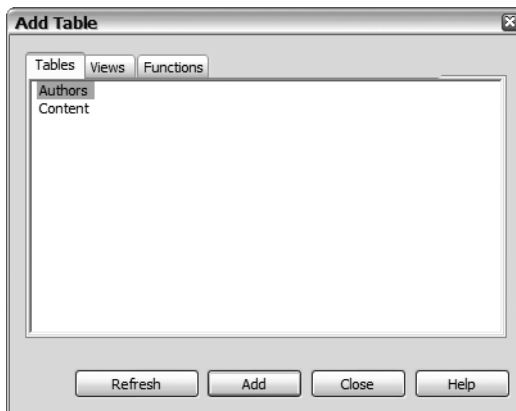 Add Table
Tables Views Functions
Authors
Content
Refresh Add Close Help